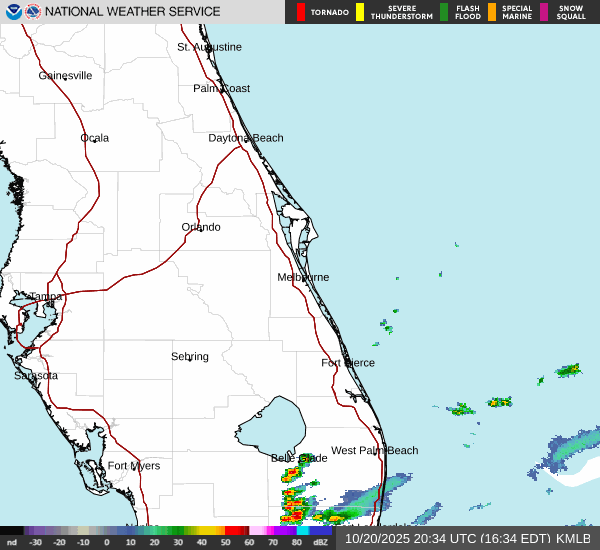 NATIONAL WEATHER SERVICE
TORNADO
SEVERE THUNDERSTORM
FLASH FLOOD
SPECIAL MARINE
SNOW SQUALL
St. Augustine
Gainesville
Palm Coast
Ocala
Daytona Beach
Orlando
Melbourne
Tampa
Sebring
Fort Pierce
Sarasota
West Palm Beach
Belle Glade
Fort Myers
nd -30 -20 -10 0 10 20 30 40 50 60 70 80 dBZ
10/20/2025 20:34 UTC (16:34 EDT) KMLB